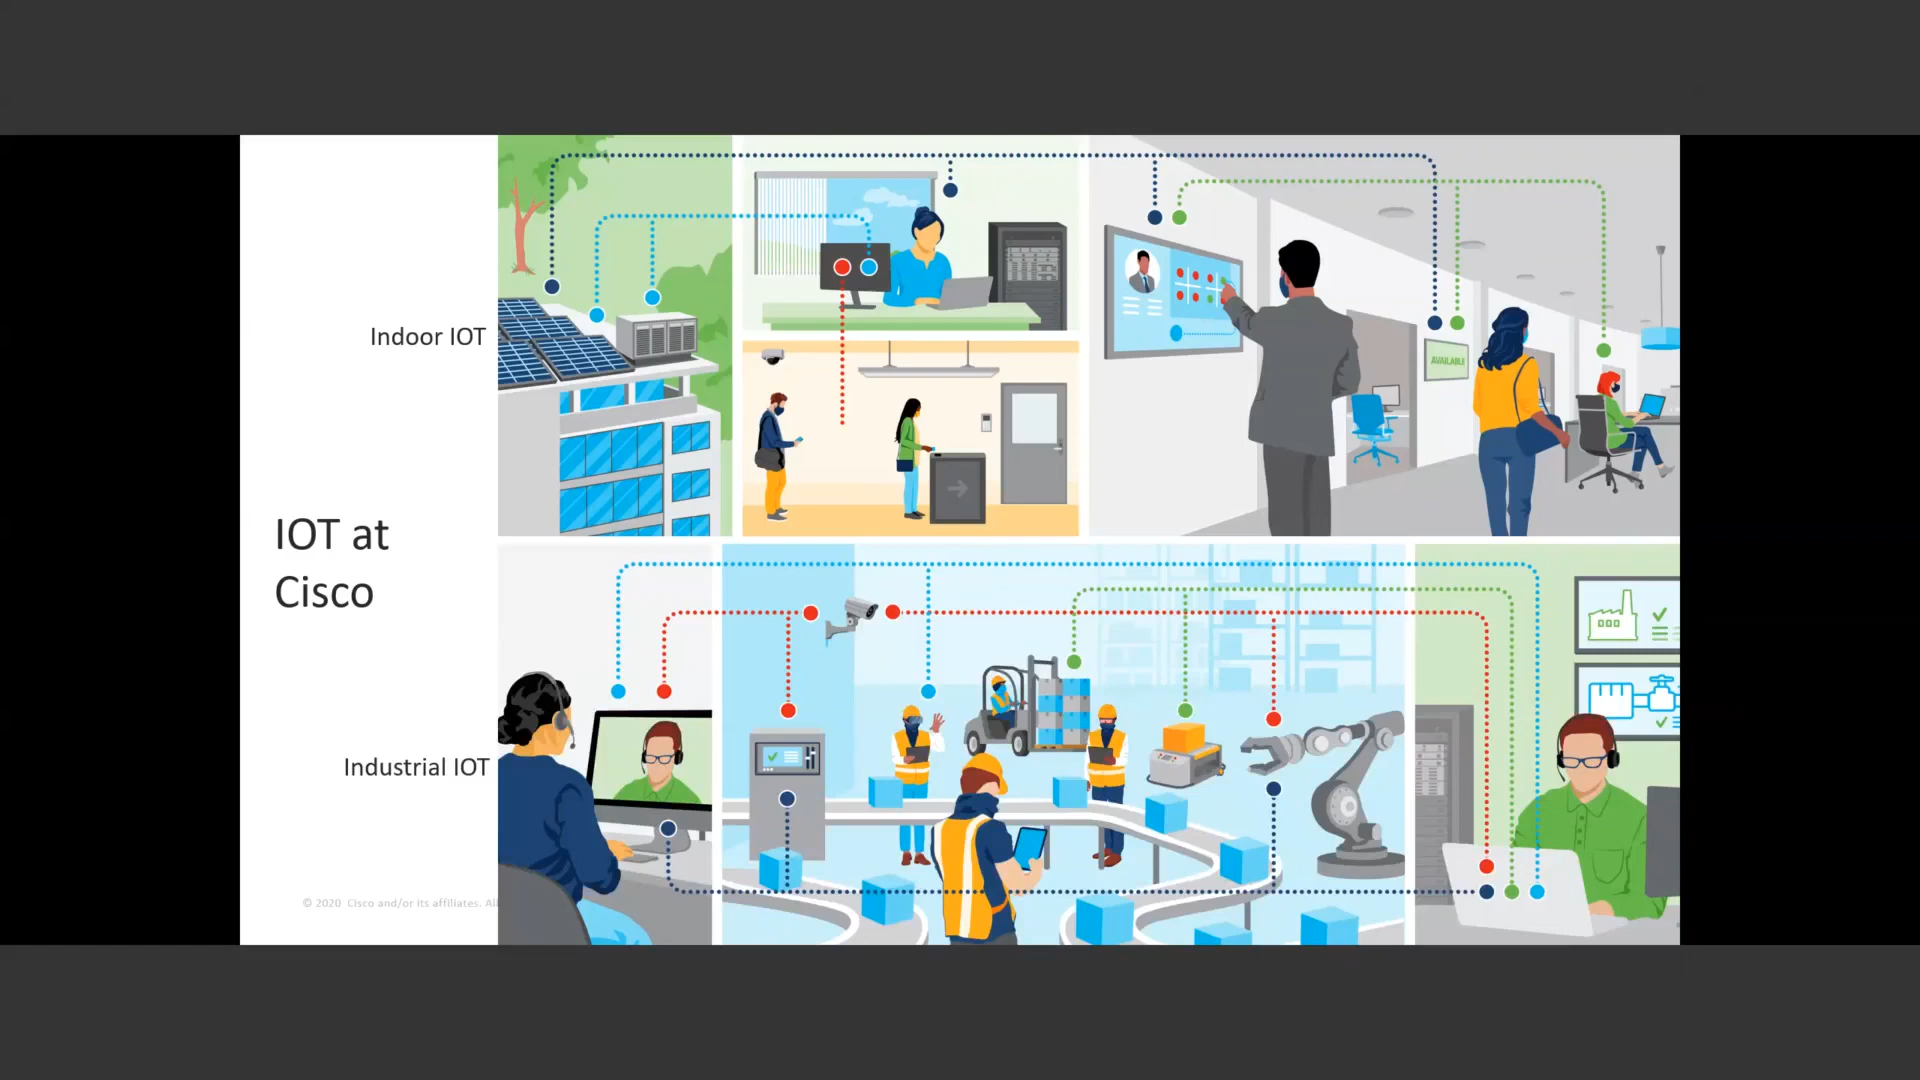 Indoor IOT
IOT at
Cisco
Industrial IOT
© 2020 Cisco and/or its affiliates. All
AVAILABLE